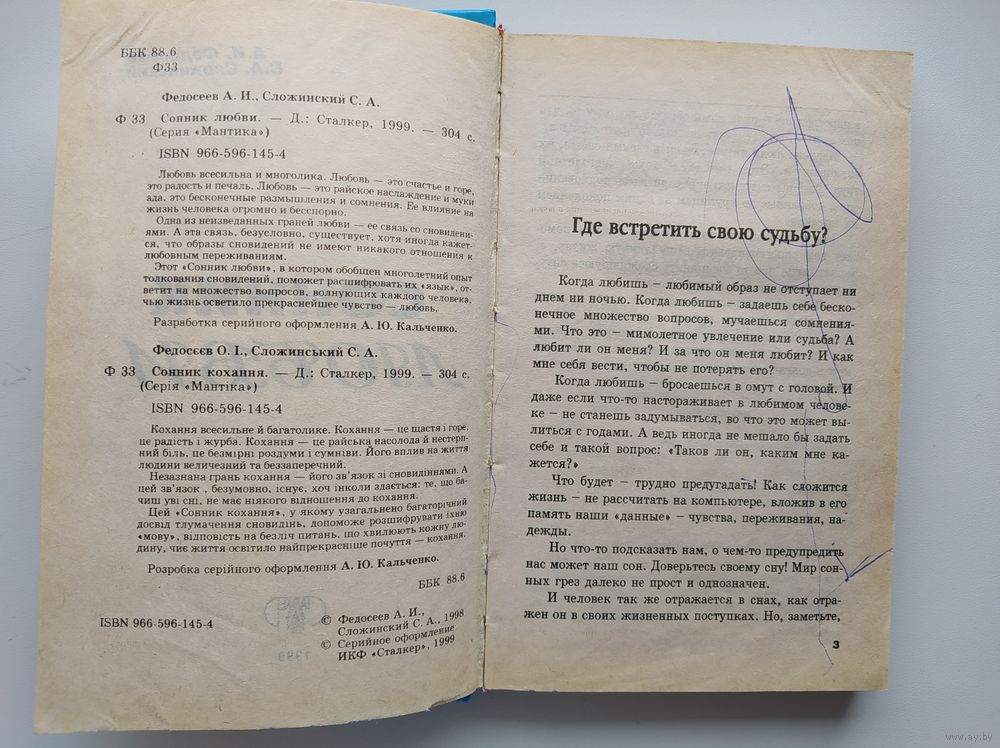 ББК 88.6
Ф33
Федосеев А. И., Сложинский С. А.
Ф 33 Сонник любви. — Д.: Сталкер, 1999. — 304 с.
(Серия «Мантика»)
ISBN 966-596-145-4
Любовь всесильна и многолика. Любовь — это счастье и горе,
это радость и печаль. Любовь — это райское наслаждение и муки
ада, это бесконечные размышления и сомнения. Ее влияние на
жизнь человека огромно и бесспорно.
Одна из неизведанных граней любви — ее связь со сновидени-
ями. А эта связь, безусловно, существует, хотя иногда кажет-
ся, что образы сновидений не имеют никакого отношения к
любовным переживаниям.
Этот «Сонник любви», в котором обобщен многолетний опыт
толкования сновидений, поможет расшифровать их «язык», от-
ветит на множество вопросов, волнующих каждого человека,
чью жизнь осветило прекраснейшее чувство — любовь.
Разработка серийного оформления А. Ю. Кальченко.
Федосєєв О. І., Сложинський С. А.
Ф 33 Сонник кохання. — Д.: Сталкер, 1999. — 304 с.
(Серія «Мантіка»)
ISBN 966-596-145-4
Кохання всесильне й багатолике. Кохання — це щастя і горе,
це радість і журба. Кохання — це райська насолода й нестерп-
ний біль, це безмірні роздуми і сумніви. Його вплив на життя
людини величезний та беззаперечний.
Незазнана грань кохання — його зв'язок зі сновидіннями. А
цей зв'язок , безумовно, існує, хоч інколи здається: те, що ба-
чиш уві сні, не має ніякого відношення до кохання.
Цей «Сонник кохання», у якому узагальнено багаторічний
досвід тлумачення сновидінь, допоможе розшифрувати їхню
«мову», відповість на безліч питань, що хвилюють кожну лю-
дину, чиє життя освітило найпрекрасніше почуття — кохання.
Розробка серійного оформлення А. Ю. Кальченко.
ББК 88.6
© Федосеев А. И.,
Сложинский С. А., 1998
© Серийное оформление
ИКФ «Сталкер», 1999
ISBN 966-596-145-4
Где встретить свою судьбу?
Когда любишь – любимый образ не отступает ни
днем ни ночью. Когда любишь – задаешь себе беско-
нечное множество вопросов, мучаешься сомнения-
ми. Что это – мимолетное увлечение или судьба? А
любит ли он меня? И за что он меня любит? И как
мне себя вести, чтобы не потерять его?
Когда любишь – бросаешься в омут с головой. И
даже если что-то настораживает в любимом челове-
ке – не станешь задумываться, во что это может вы-
литься с годами. А ведь иногда не мешало бы задать
себе и такой вопрос: «Таков ли он, каким мне ка-
жется?»
Что будет – трудно предугадать! Как сложится
жизнь – не рассчитать на компьютере, вложив в его
память наши «данные» – чувства, переживания, на-
дежды.
Но что-то подсказать нам, о чем-то предупредить
нас может наш сон. Доверьтесь своему сну! Мир сон-
ных грез далеко не прост и однозначен.
И человек так же отражается в снах, как отра-
жен он в своих жизненных поступках. Но, заметьте,
3
www.ay.by